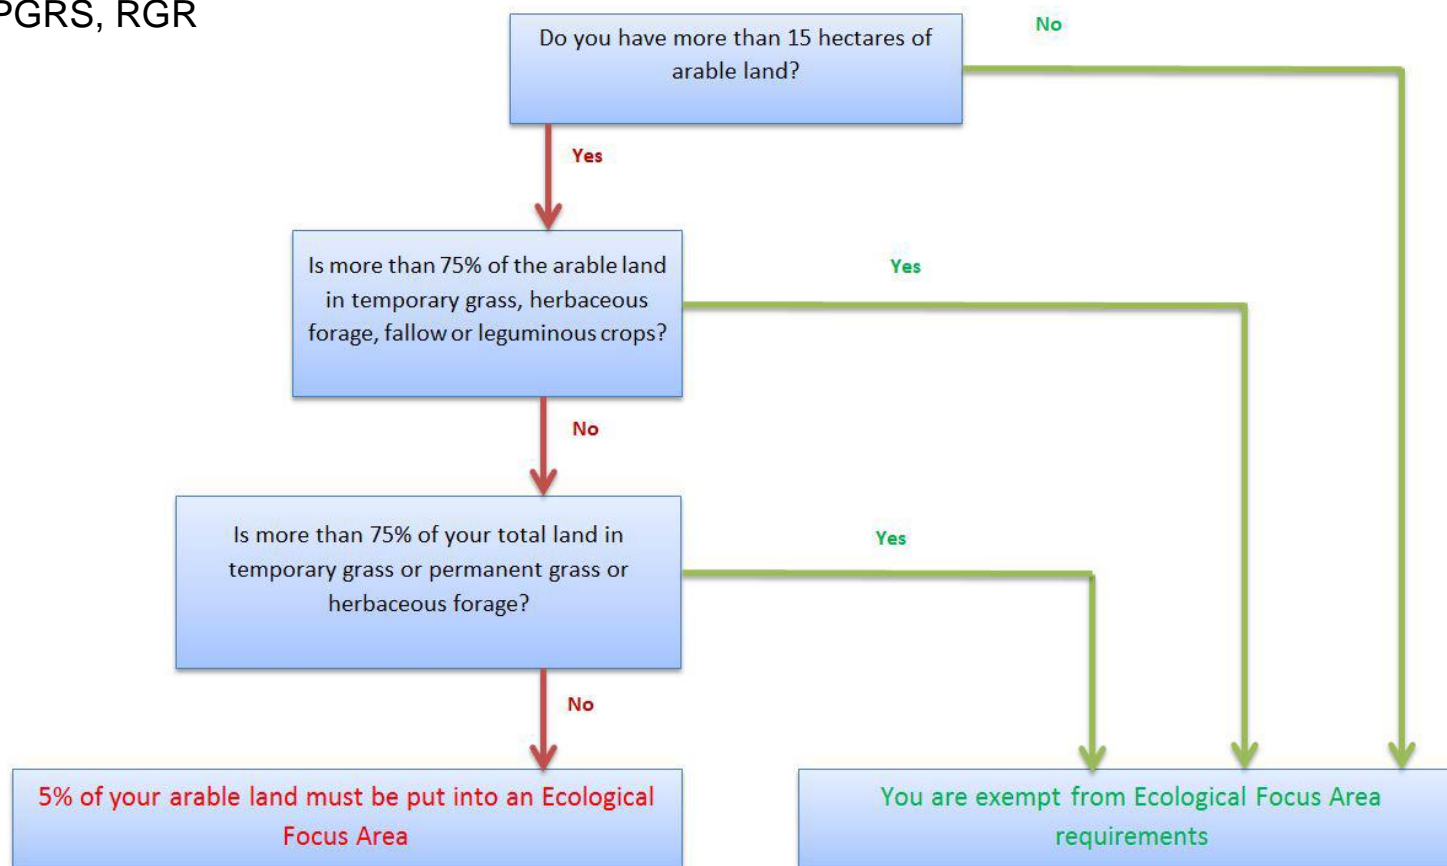 PGRS, RGR
Do you have more than 15 hectares of
arable land?
No
Yes
Is more than 75% of the arable land
in temporary grass, herbaceous
forage, fallow or leguminous crops?
Yes
No
Is more than 75% of your total land in
temporary grass or permanent grass or
herbaceous forage?
Yes
No
5% of your arable land must be put into an Ecological
Focus Area
You are exempt from Ecological Focus Area
requirements